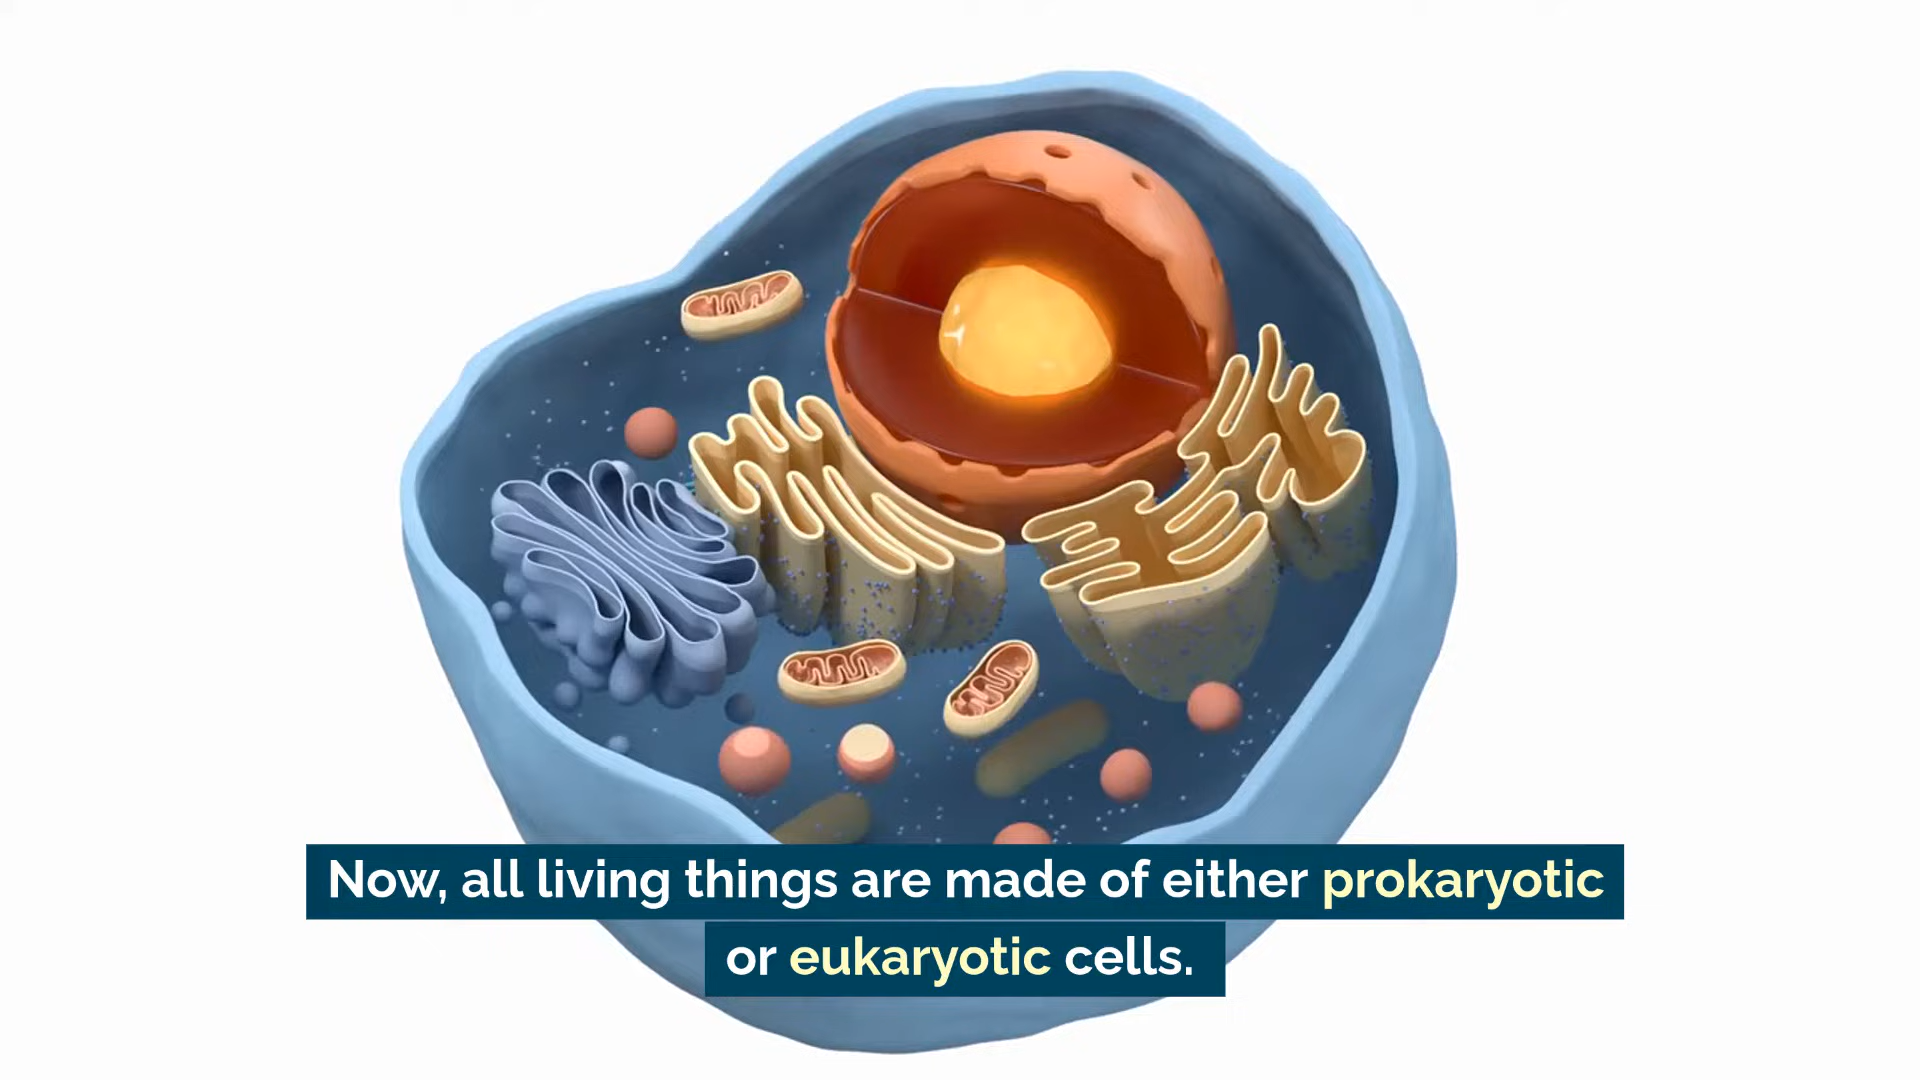 Now, all living things are made of either prokaryotic
or eukaryotic cells.